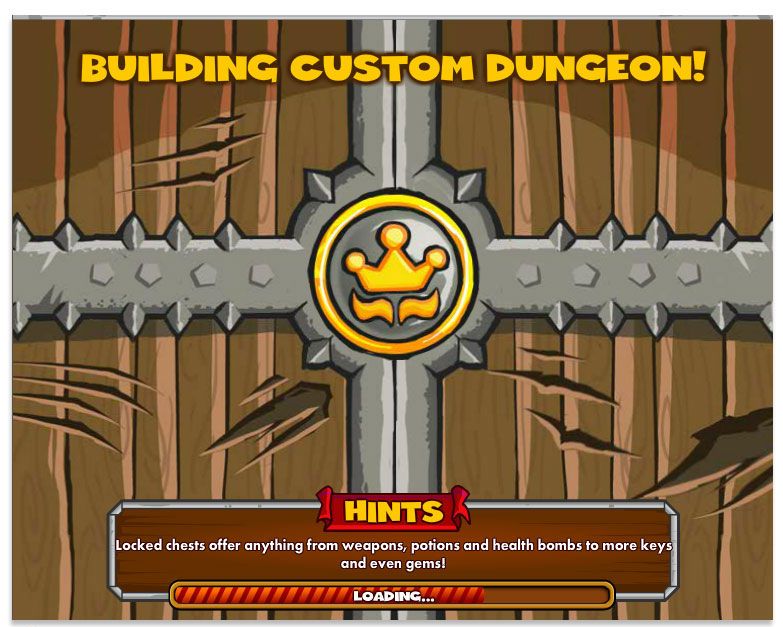 BUILDING CUSTOM DUNGEON!
HINTS
Locked chests offer anything from weapons, potions and health bombs to more keys
and even gems!
LOADING...